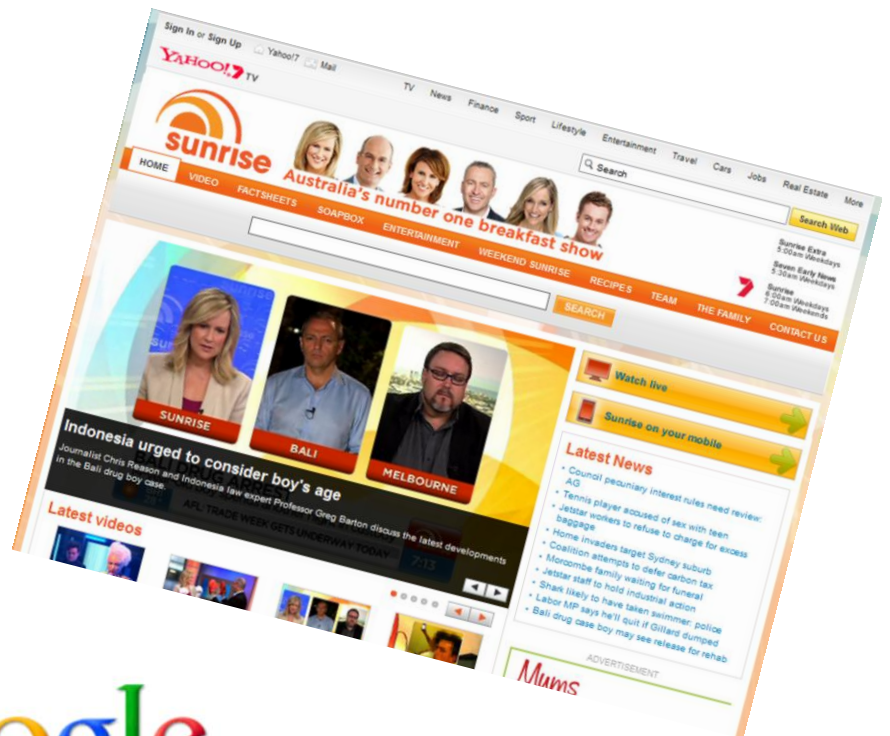 Sign In or Sign Up Yahoo!7 Mail
YAHOO!7 TV
TV News Finance Sport Lifestyle Entertainment Travel Cars Jobs Real Estate More
Search
Search Web
sunrise
Australia's number one breakfast show
Sunrise Extra
5:00am Weekdays
Seven Early News
5:30am Weekdays
Sunrise
6:00am Weekdays
7:00am Weekends
HOME VIDEO FACTSHEETS SOAPBOX ENTERTAINMENT WEEKEND SUNRISE RECIPES TEAM THE FAMILY CONTACT US
SEARCH
SUNRISE
BALI
MELBOURNE
Indonesia urged to consider boy's age
Journalist Chris Reason and Indonesia law expert Professor Greg Barton discuss the latest developments
in the Bali drug boy case.
BALI DRUG ARREST
AFL: TRADE WEEK GETS UNDERWAY TODAY
7:13
Watch live
Sunrise on your mobile
Latest News
• Council pecuniary interest rules need review:
AG
• Tennis player accused of sex with teen
• Jetstar workers to refuse to charge for excess
baggage
• Home invaders target Sydney suburb
• Coalition attempts to defer carbon tax
• Morcombe family waiting for funeral
• Jetstar staff to hold industrial action
• Shark likely to have taken swimmer: police
• Labor MP says he'll quit if Gillard dumped
• Bali drug case boy may see release for rehab
Latest videos
ADVERTISEMENT
Mums
ogle